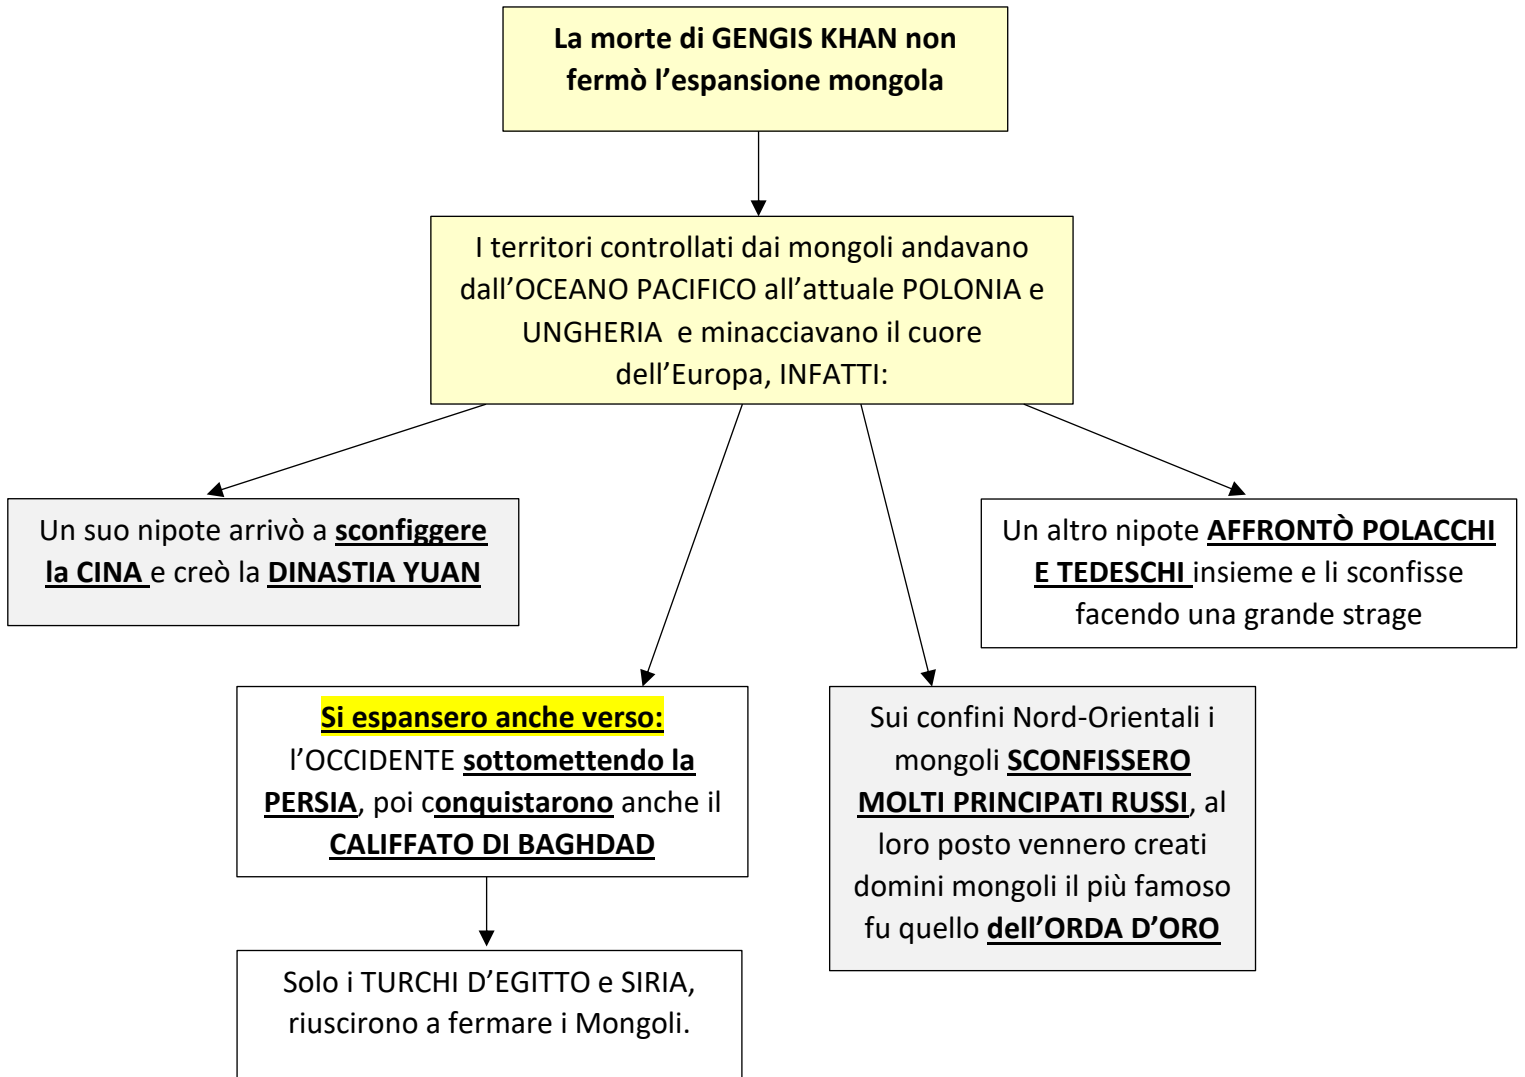 La morte di GENGIS KHAN non
fermò l’espansione mongola
I territori controllati dai mongoli andavano
dall’OCEANO PACIFICO all’attuale POLONIA e
UNGHERIA  e minacciavano il cuore
dell’Europa, INFATTI:
Un suo nipote arrivò a sconfiggere
la CINA e creò la DINASTIA YUAN
Un altro nipote AFFRONTÒ POLACCHI
E TEDESCHI insieme e li sconfisse
facendo una grande strage
Si espansero anche verso:
l’OCCIDENTE sottomettendo la
PERSIA, poi conquistarono anche il
CALIFFATO DI BAGHDAD
Sui confini Nord-Orientali i
mongoli SCONFISSERO
MOLTI PRINCIPATI RUSSI, al
loro posto vennero creati
domini mongoli il più famoso
fu quello dell’ORDA D’ORO
Solo i TURCHI D’EGITTO e SIRIA,
riuscirono a fermare i Mongoli.